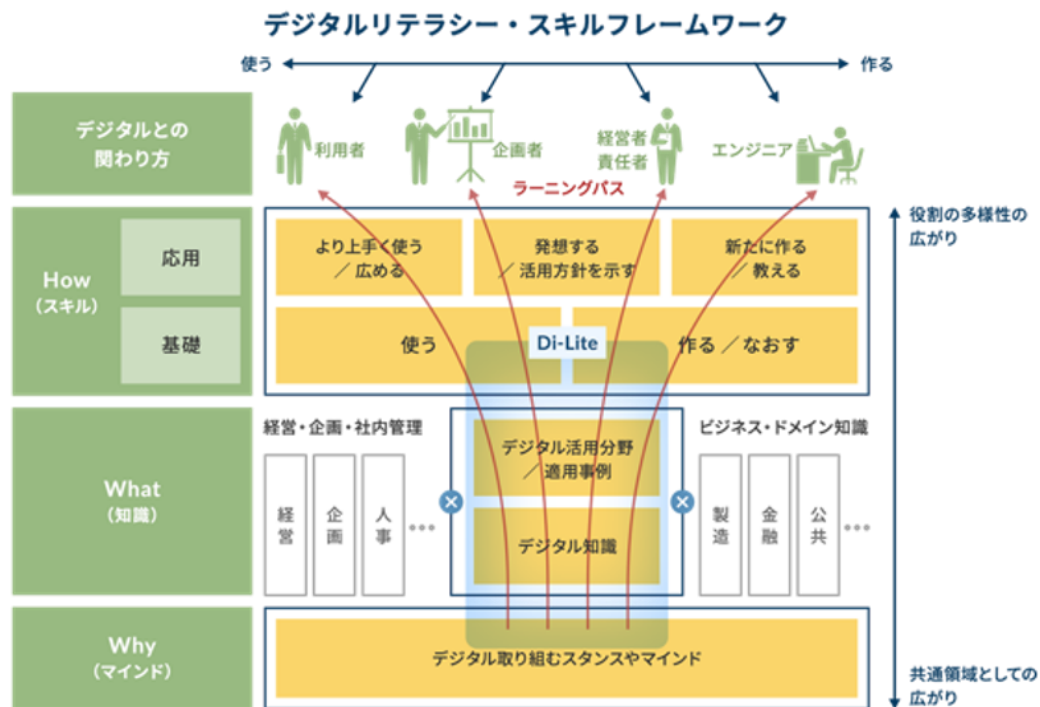 デジタルリテラシー・スキルフレームワーク
使う
作る
デジタルとの
関わり方
利用者
企画者
経営者
責任者
エンジニア
ラーニングパス
役割の多様性の
広がり
How
（スキル）
応用
より上手く使う
／広める
発想する
／活用方針を示す
新たに作る
／教える
基礎
使う
Di-Lite
作る／なおす
What
（知識）
経営・企画・社内管理
経営
企画
人事
•••
デジタル活用分野
／適用事例
デジタル知識
ビジネス・ドメイン知識
製造
金融
公共
•••
Why
（マインド）
デジタル取り組むスタンスやマインド
共通領域としての
広がり